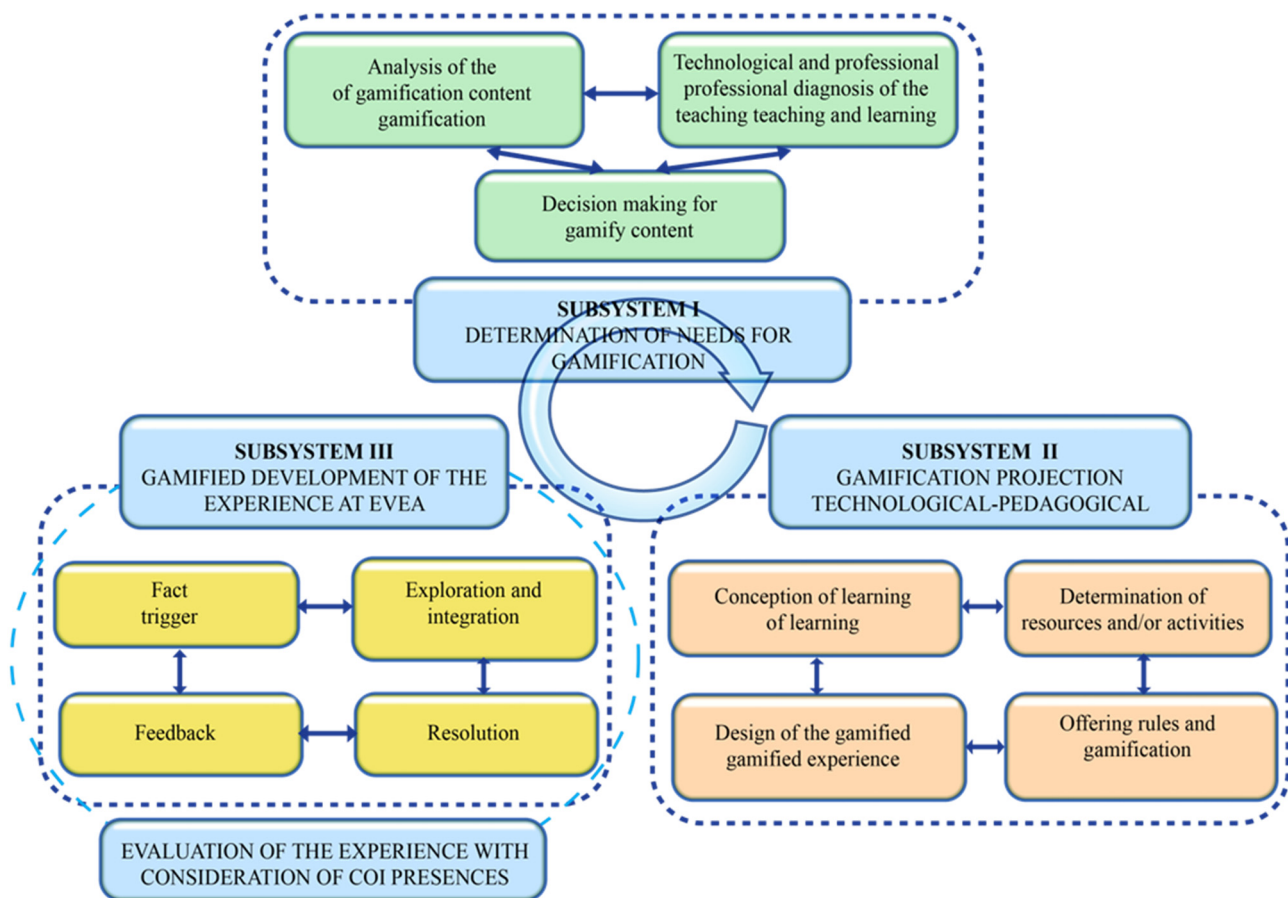 Analysis of the
of gamification content
gamification
Technological and professional
professional diagnosis of the
teaching teaching and learning
Decision making for
gamify content
SUBSYSTEM I
DETERMINATION OF NEEDS FOR
GAMIFICATION
SUBSYSTEM III
GAMIFIED DEVELOPMENT OF THE
EXPERIENCE AT EVEA
SUBSYSTEM II
GAMIFICATION PROJECTION
TECHNOLOGICAL-PEDAGOGICAL
Fact
trigger
Exploration and
integration
Feedback
Resolution
Conception of learning
of learning
Determination of
resources and/or activities
Design of the gamified
gamified experience
Offering rules and
gamification
EVALUATION OF THE EXPERIENCE WITH
CONSIDERATION OF COI PRESENCES